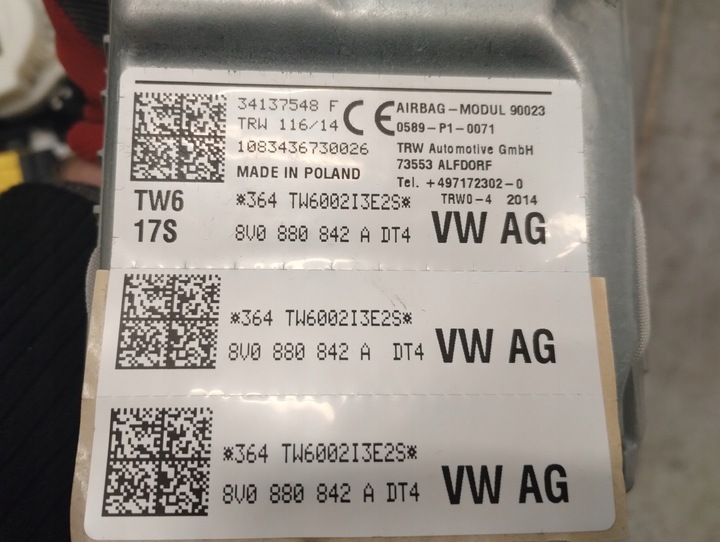 34137548 F
TRW 116/14
1083436730026
MADE IN POLAND
CE
AIRBAG-MODUL 90023
0589-P1-0071
TRW Automotive GmbH
73553 ALFDORF
Tel. +497172302-0
TRW0-4 2014
TW6
17S
*364 TW6002I3E2S*
8V0 880 842 A DT4
VW AG
*364 TW6002I3E2S*
8V0 880 842 A DT4
VW AG
*364 TW6002I3E2S*
8V0 880 842 A DT4
VW AG